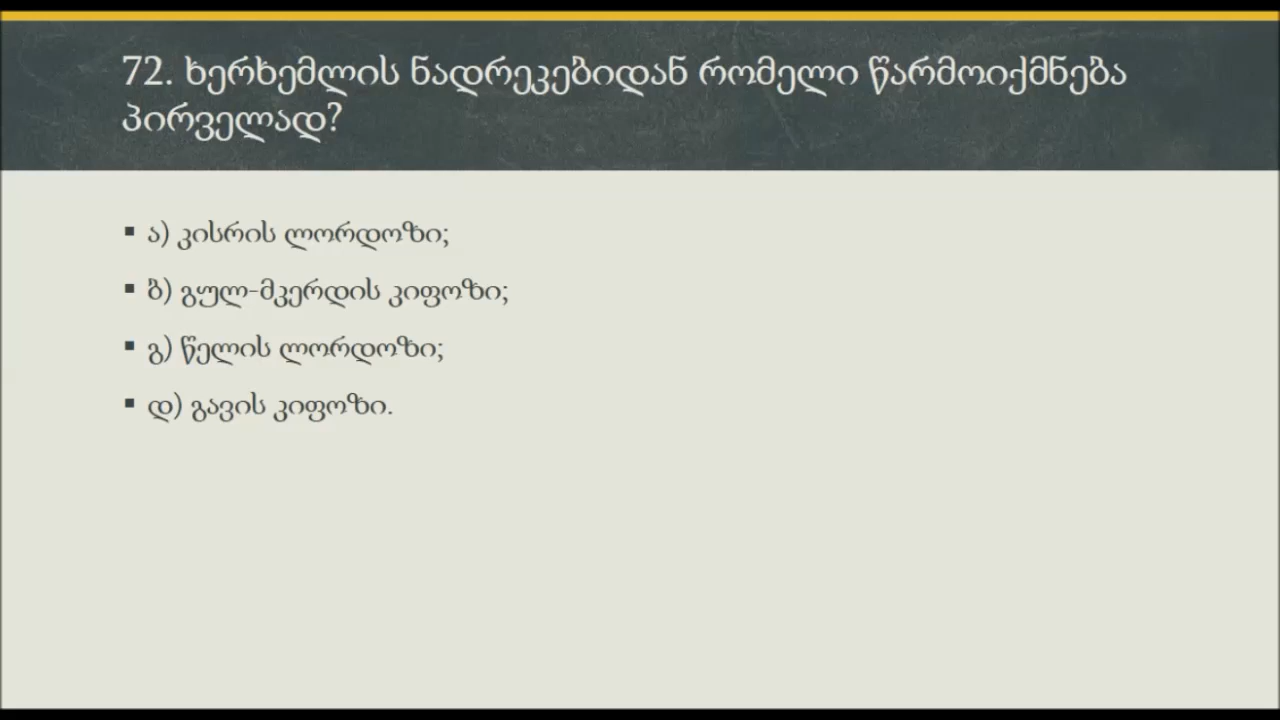 72. ხერხემლის ნადრეკებიდან რომელი წარმოიქმნება
პირველად?
▪ ა) კისრის ლორდოზი;
▪ ბ) გულ-მკერდის კიფოზი;
▪ გ) წელის ლორდოზი;
▪ დ) გავის კიფოზი.